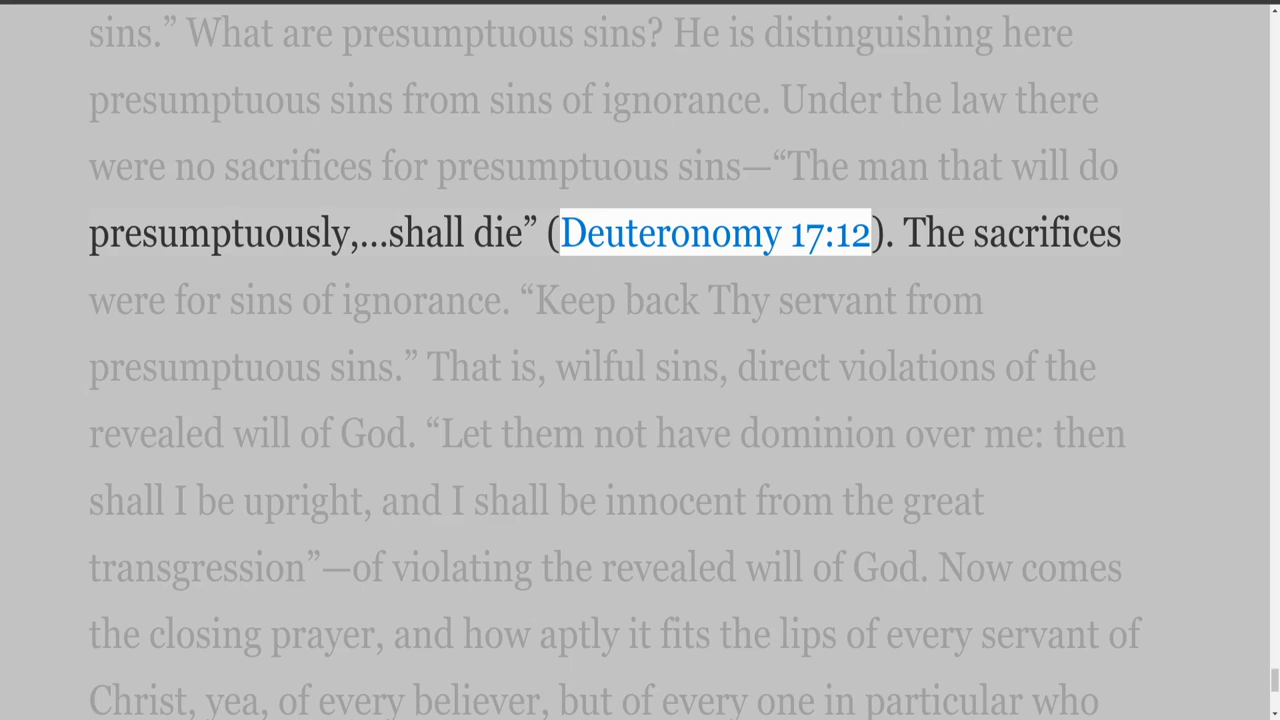 sins.” What are presumptuous sins? He is distinguishing here
presumptuous sins from sins of ignorance. Under the law there
were no sacrifices for presumptuous sins—“The man that will do
presumptuously,...shall die” (Deuteronomy 17:12). The sacrifices
were for sins of ignorance. “Keep back Thy servant from
presumptuous sins.” That is, wilful sins, direct violations of the
revealed will of God. “Let them not have dominion over me: then
shall I be upright, and I shall be innocent from the great
transgression”—of violating the revealed will of God. Now comes
the closing prayer, and how aptly it fits the lips of every servant of
Christ, yea, of every believer, but of every one in particular who